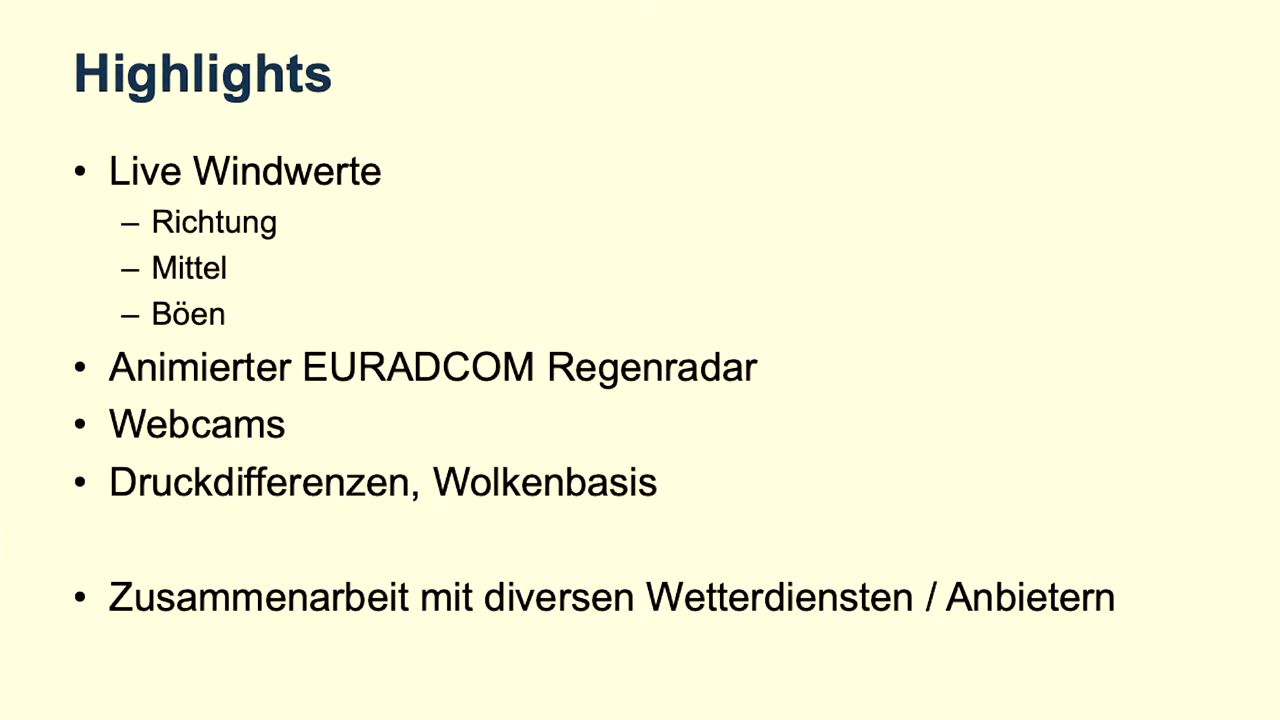 Highlights
• Live Windwerte
– Richtung
– Mittel
– Böen
• Animierter EURADCOM Regenradar
• Webcams
• Druckdifferenzen, Wolkenbasis
• Zusammenarbeit mit diversen Wetterdiensten / Anbietern